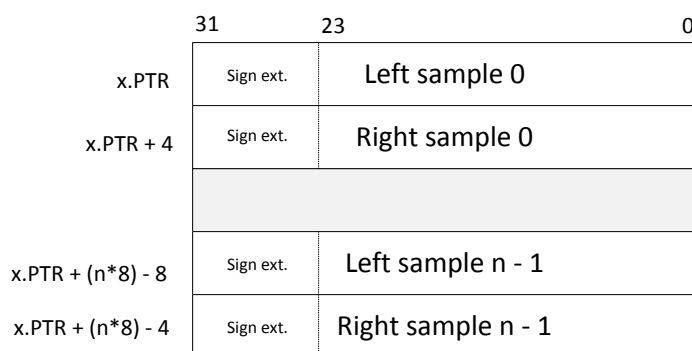 31 23 0
x.PTR Sign ext. Left sample 0
x.PTR + 4 Sign ext. Right sample 0
x.PTR + (n*8) - 8 Sign ext. Left sample n - 1
x.PTR + (n*8) - 4 Sign ext. Right sample n - 1